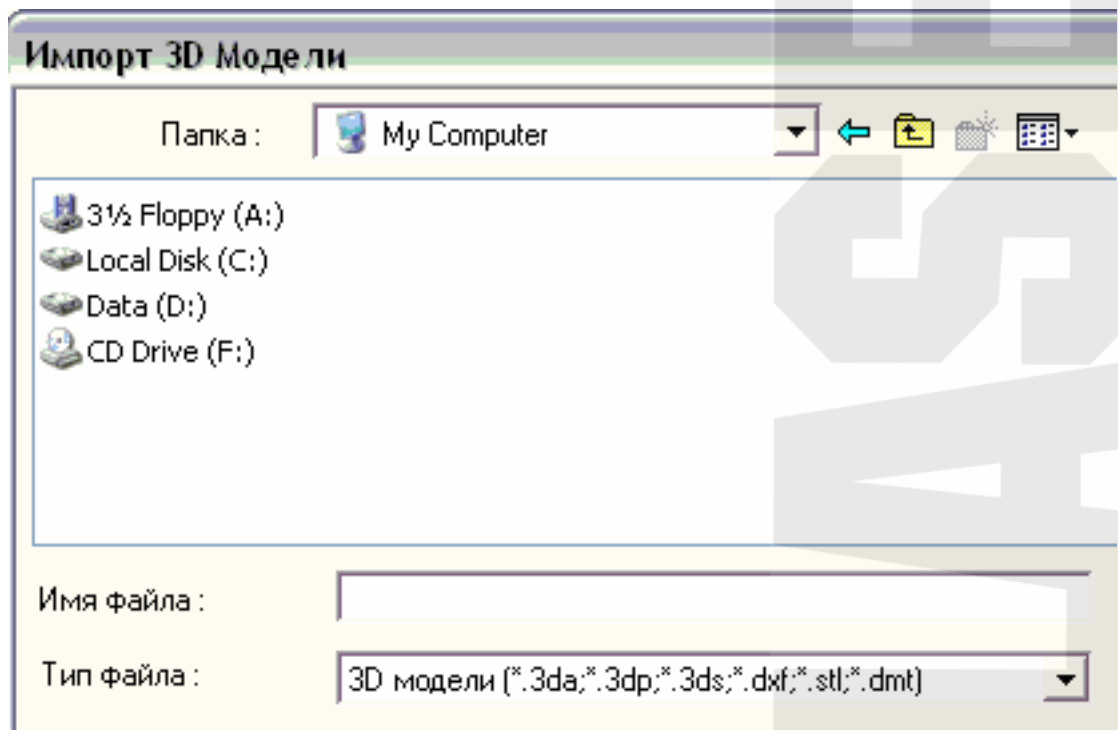 Импорт 3D Модели
Папка : My Computer
3½ Floppy (A:)
Local Disk (C:)
Data (D:)
CD Drive (F:)
Имя файла :
Тип файла : 3D модели (*.3da;*.3dp;*.3ds;*.dxf;*.stl;*.dmt)